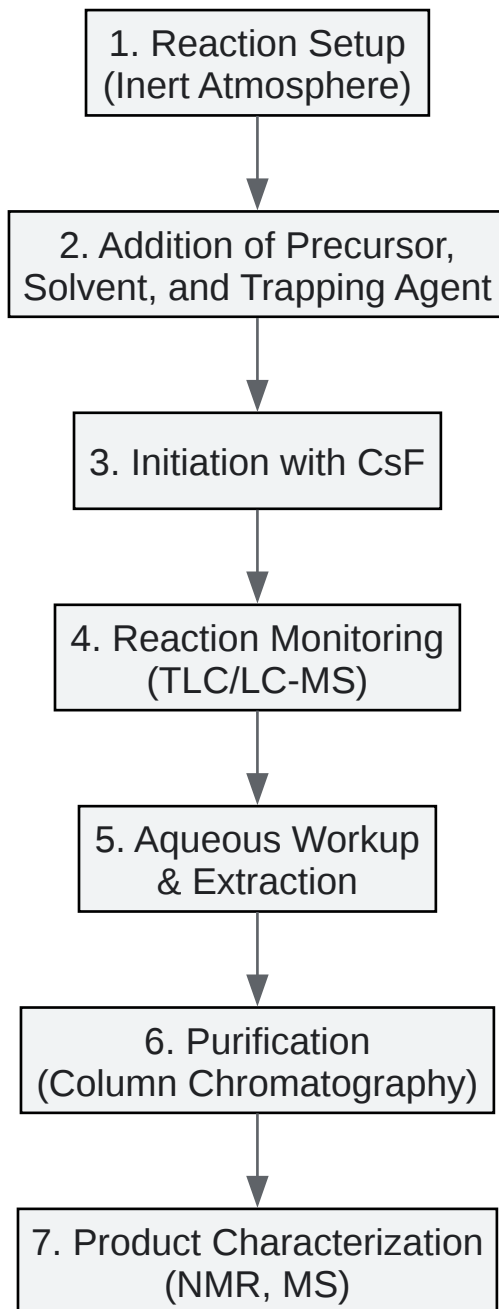 1. Reaction Setup
(Inert Atmosphere)
2. Addition of Precursor,
Solvent, and Trapping Agent
3. Initiation with CsF
4. Reaction Monitoring
(TLC/LC-MS)
5. Aqueous Workup
& Extraction
6. Purification
(Column Chromatography)
7. Product Characterization
(NMR, MS)